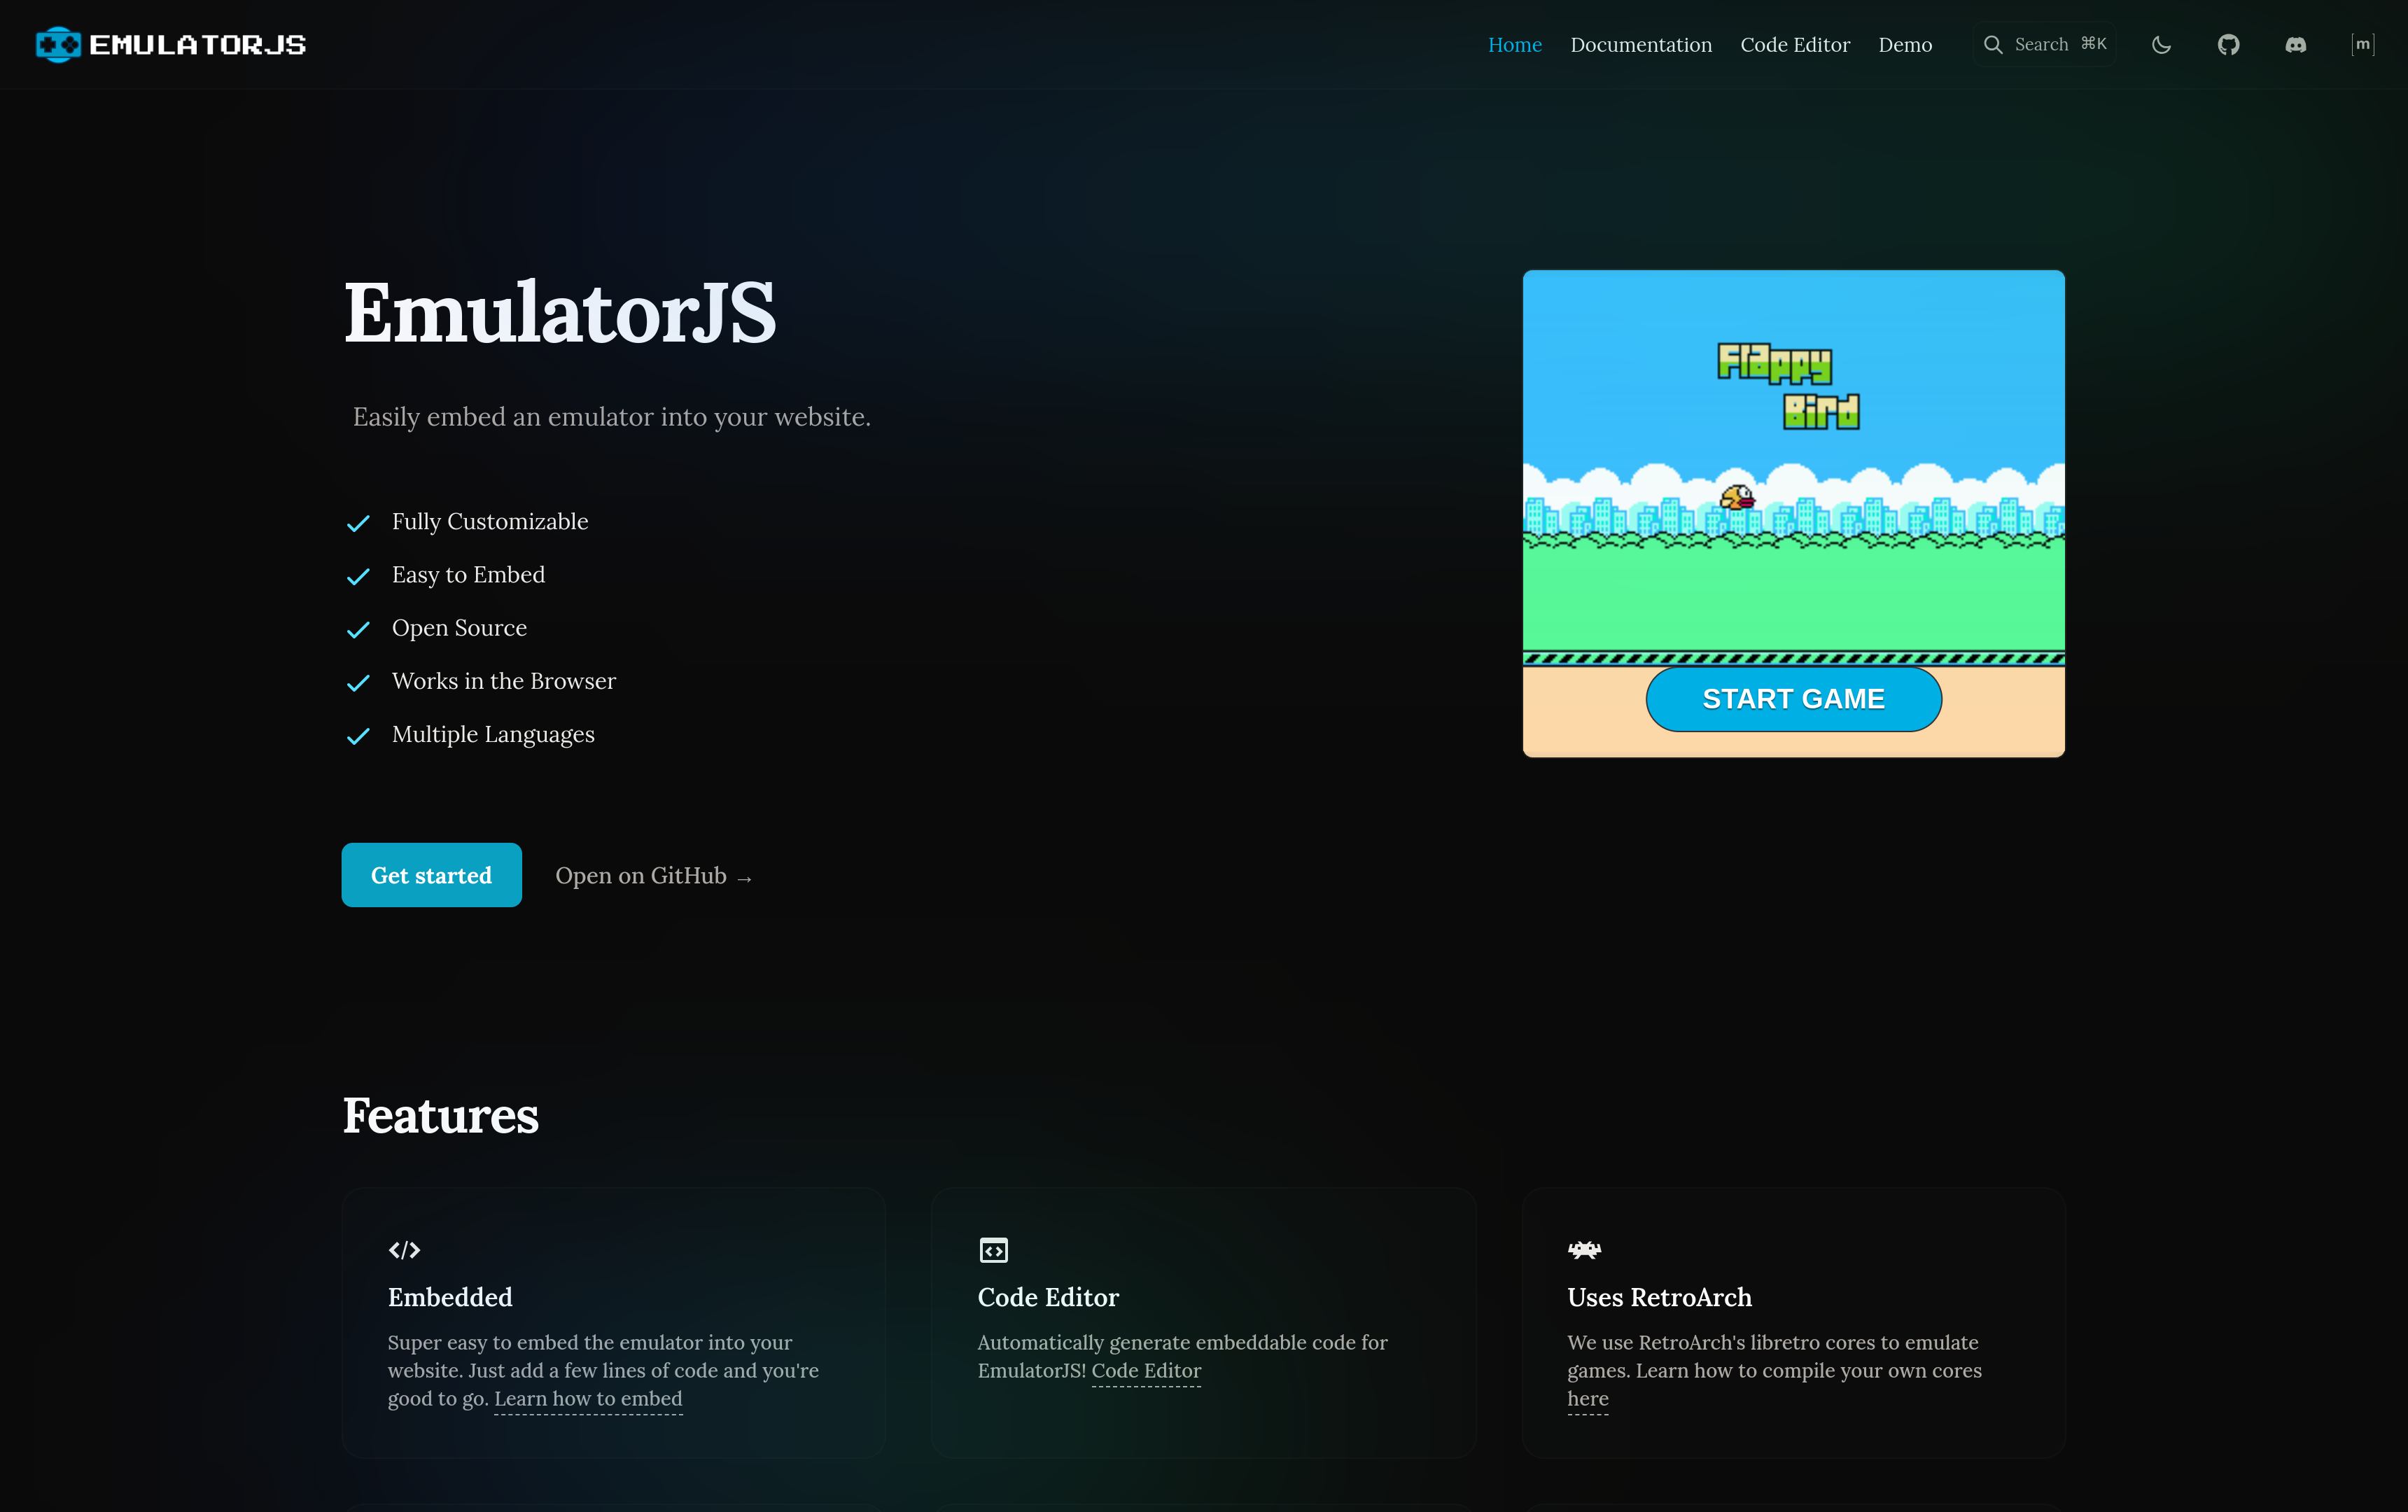 EMULATORJS
Home
Documentation
Code Editor
Demo
Search ⌘K
[m]
EmulatorJS
Easily embed an emulator into your website.
Fully Customizable
Easy to Embed
Open Source
Works in the Browser
Multiple Languages
Flappy
Bird
START GAME
Get started
Open on GitHub →
Features
Embedded
Super easy to embed the emulator into your
website. Just add a few lines of code and you're
good to go. Learn how to embed
Code Editor
Automatically generate embeddable code for
EmulatorJS! Code Editor
Uses RetroArch
We use RetroArch's libretro cores to emulate
games. Learn how to compile your own cores
here